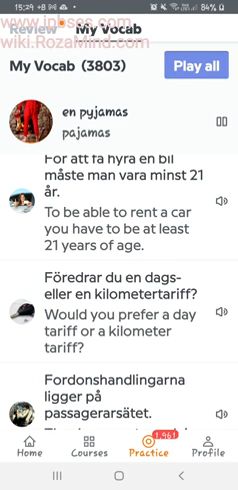 15:29
84%
www.inbses.com
wiki.RozaMind.com
Review
My Vocab
My Vocab (3803)
Play all
en pyjamas
pajamas
För att få hyra en bil
måste man vara minst 21
år.
To be able to rent a car
you have to be at least
21 years of age.
Föredrar du en dags-
eller en kilometertariff?
Would you prefer a day
tariff or a kilometer
tariff?
Fordonshandlingarna
ligger på
passagerarsätet.
1,461
Home
Courses
Practice
Profile